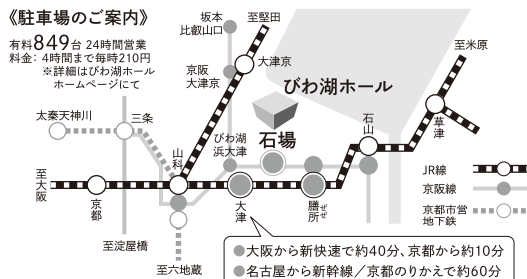 《駐車場のご案内》
有料849台 24時間営業
料金: 4時間まで毎時210円
※詳細はびわ湖ホール
ホームページにて
坂本
比叡山口
至堅田
大津京
京阪
大津京
びわ湖ホール
至米原
太秦天神川
三条
山科
びわ湖
浜大津
石場
石山
草津
至大阪
京都
大津
膳所
ぜぜ
JR線
京阪線
京都市営
地下鉄
至淀屋橋
至六地蔵
●大阪から新快速で約40分、京都から約10分
●名古屋から新幹線/京都のりかえで約60分